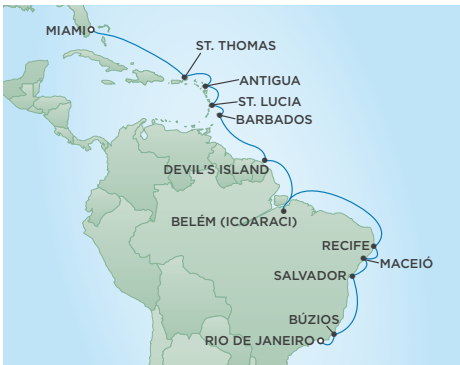 MIAMI
ST. THOMAS
ANTIGUA
ST. LUCIA
BARBADOS
DEVIL'S ISLAND
BELÉM (ICOARACI)
RECIFE
MACEIÓ
SALVADOR
BÚZIOS
RIO DE JANEIRO